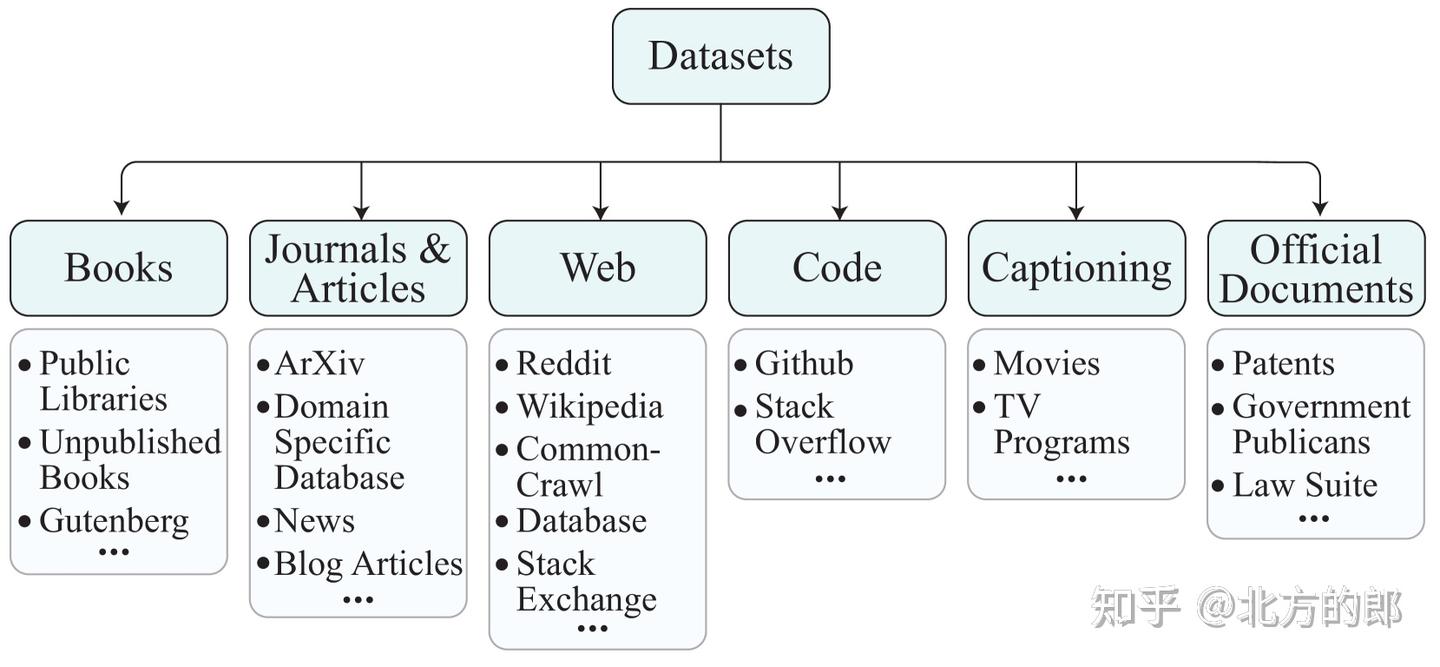 Datasets
Books
Public
Libraries
Unpublished
Books
Gutenberg
...
Journals &
Articles
ArXiv
Domain
Specific
Database
News
Blog Articles
...
Web
Reddit
Wikipedia
Common-
Crawl
Database
Stack
Exchange
...
Code
Github
Stack
Overflow
...
Captioning
Movies
TV
Programs
...
Official
Documents
Patents
Government
Publicans
Law Suite
...
知乎 @北方的郎